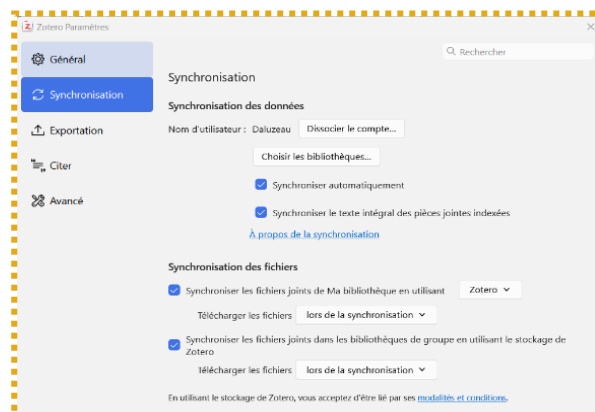 Zotero Paramètres
Rechercher
Général
Synchronisation
Exportation
Citer
Avancé
Synchronisation
Synchronisation des données
Nom d'utilisateur : Daluzeau Dissocier le compte...
Choisir les bibliothèques...
Synchroniser automatiquement
Synchroniser le texte intégral des pièces jointes indexées
À propos de la synchronisation
Synchronisation des fichiers
Synchroniser les fichiers joints de Ma bibliothèque en utilisant Zotero
Télécharger les fichiers lors de la synchronisation
Synchroniser les fichiers joints dans les bibliothèques de groupe en utilisant le stockage de
Zotero
Télécharger les fichiers lors de la synchronisation
En utilisant le stockage de Zotero, vous acceptez d'être lié par ses modalités et conditions.